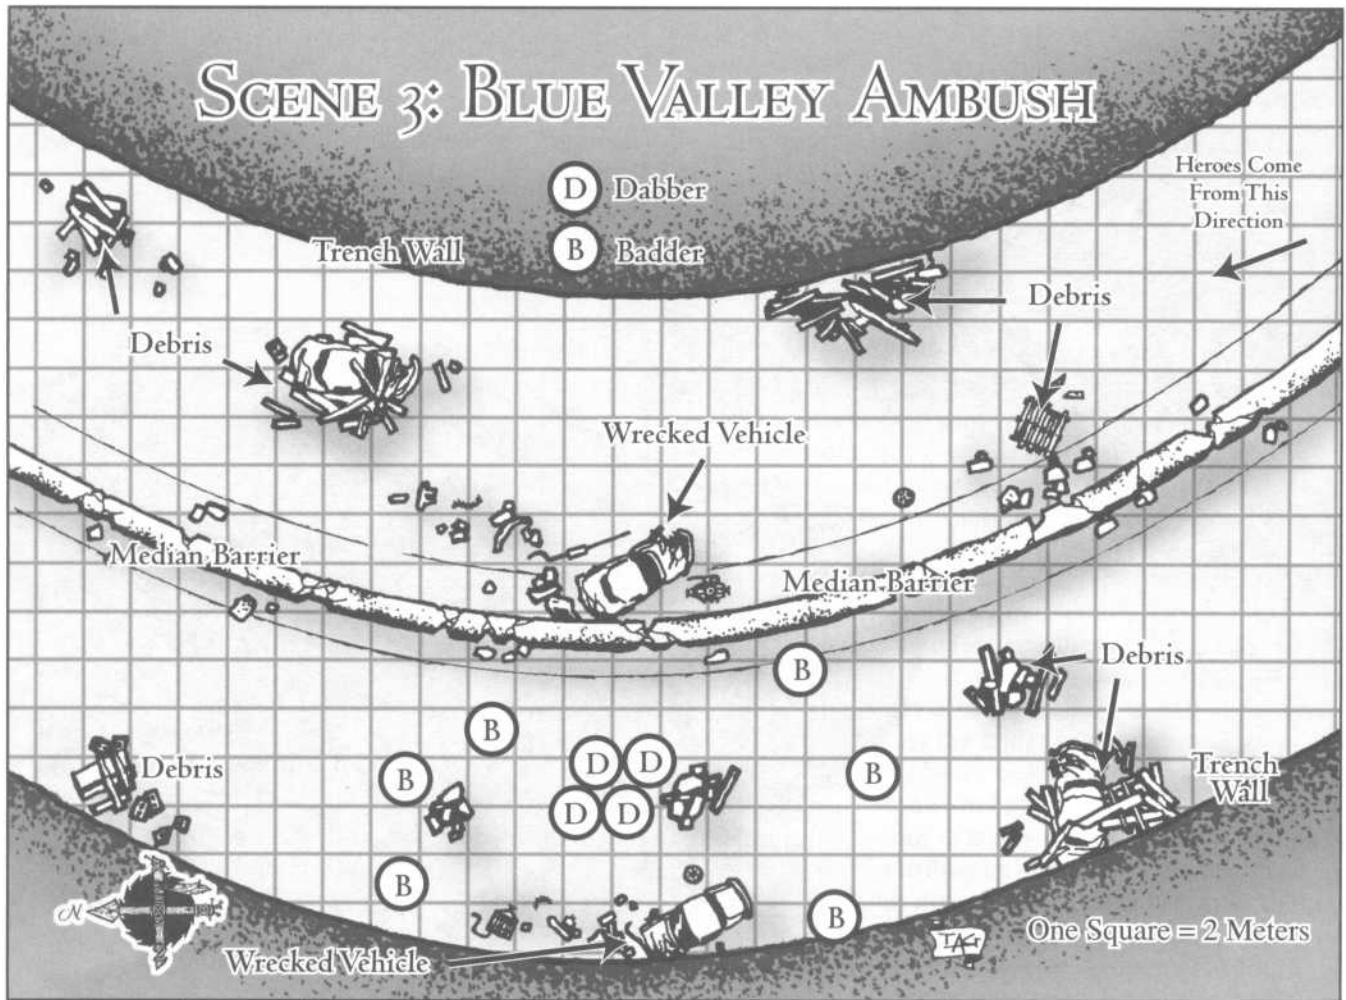 Scene 3: Blue Valley Ambush
Heroes Come
From This
Direction
D Dabber
B Badder
Trench Wall
Debris
Debris
Wrecked Vehicle
Median Barrier
Median Barrier
B
Debris
B
D D
B
B
Debris
Trench
Wall
D D
B
B
N
TAG
One Square = 2 Meters
Wrecked Vehicle